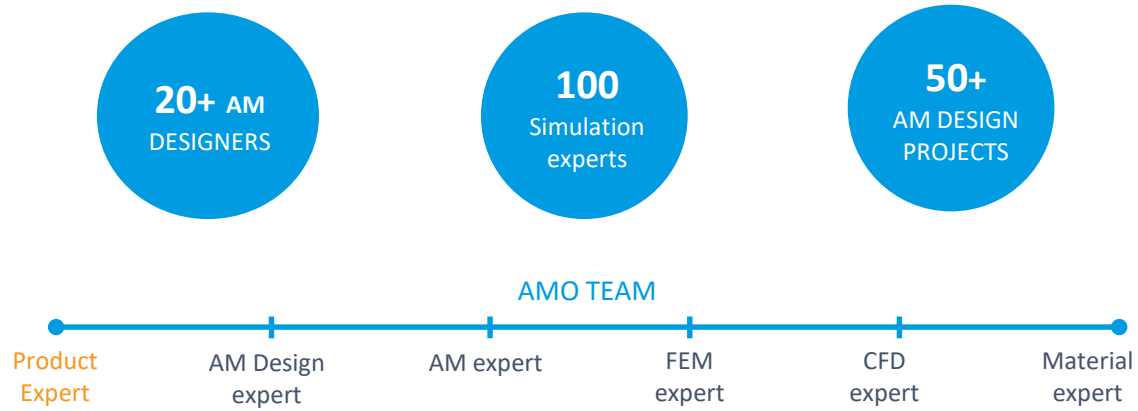 20+ AM
DESIGNERS
100
Simulation
experts
50+
AM DESIGN
PROJECTS
AMO TEAM
Product
Expert
AM Design
expert
AM expert
FEM
expert
CFD
expert
Material
expert